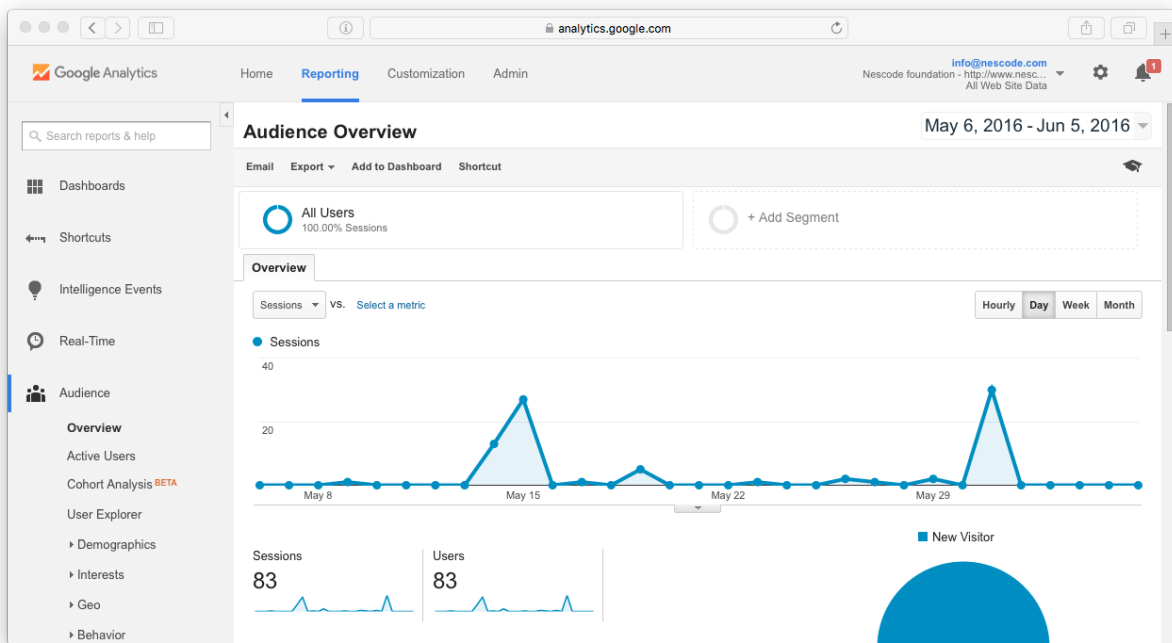 analytics.google.com
Google Analytics
Home
Reporting
Customization
Admin
info@nescode.com
Nescode foundation - http://www.nesc...
All Web Site Data
1
Search reports & help
Dashboards
Shortcuts
Intelligence Events
Real-Time
Audience
Overview
Active Users
Cohort Analysis BETA
User Explorer
Demographics
Interests
Geo
Behavior
Audience Overview
May 6, 2016 - Jun 5, 2016
Email
Export
Add to Dashboard
Shortcut
All Users
100.00% Sessions
+ Add Segment
Overview
Sessions
VS.
Select a metric
Hourly
Day
Week
Month
Sessions
40
20
May 8
May 15
May 22
May 29
Sessions
83
Users
83
New Visitor